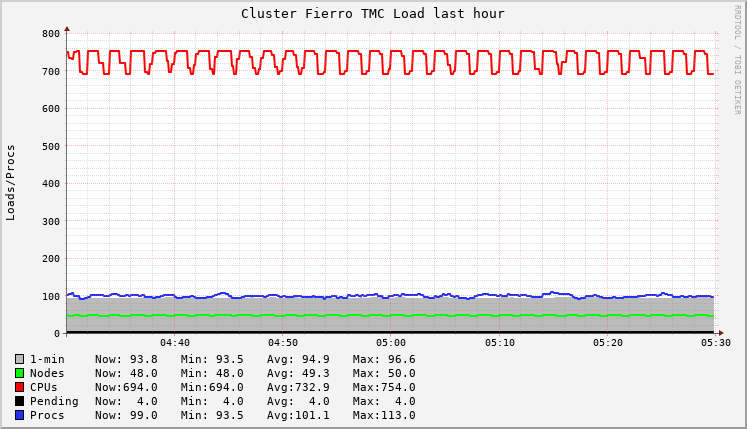 Cluster Fierro TMC Load last hour
RRDTOOL / TOBI OETIKER
Loads/Procs
800
700
600
500
400
300
200
100
0
04:40 04:50 05:00 05:10 05:20 05:30
1-min Now: 93.8 Min: 93.5 Avg: 94.9 Max: 96.6
Nodes Now: 48.0 Min: 48.0 Avg: 49.3 Max: 50.0
CPUs Now:694.0 Min:694.0 Avg:732.9 Max:754.0
Pending Now: 4.0 Min: 4.0 Avg: 4.0 Max: 4.0
Procs Now: 99.0 Min: 93.5 Avg:101.1 Max:113.0